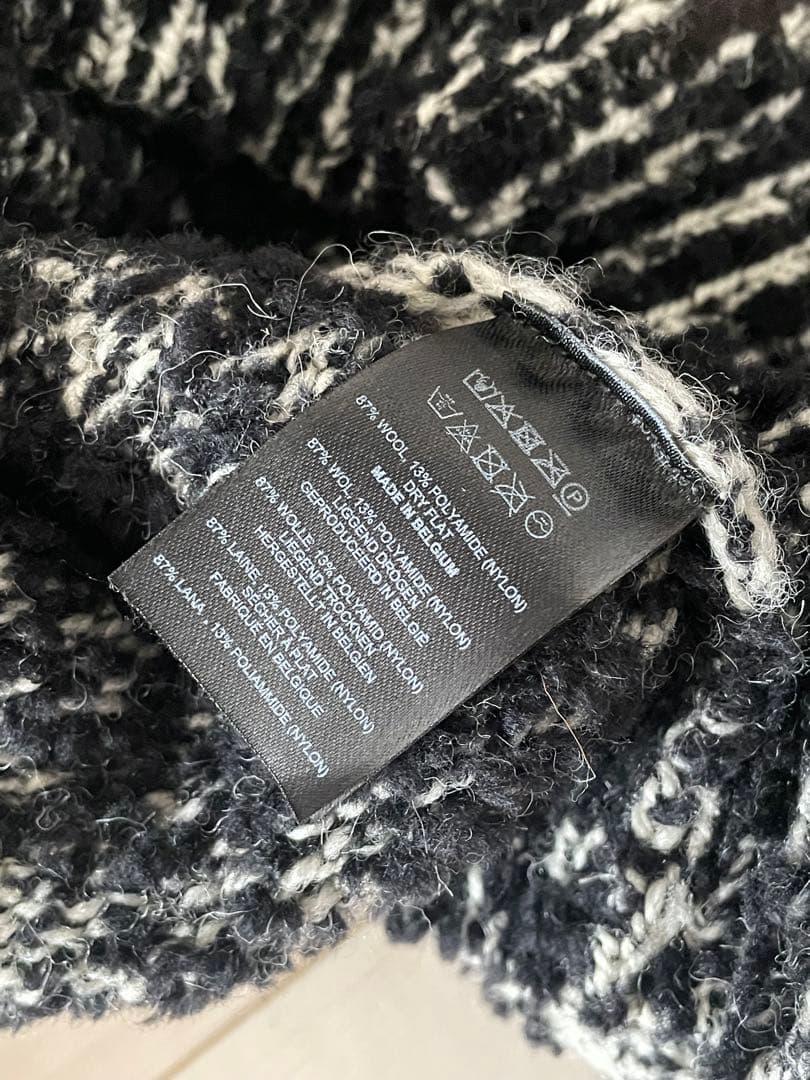 P
87% WOOL, 13% POLYAMIDE (NYLON)
DRY FLAT
MADE IN BELGIUM
87% WOL, 13% POLYAMIDE (NYLON)
LIGGEND DROGEN
GEPRODUCEERD IN BELGIË
87% WOLLE, 13% POLYAMID (NYLON)
LIEGEND TROCKNEN
HERGESTELLT IN BELGIEN
87% LAINE, 13% POLYAMIDE (NYLON)
SÉCHER À FLAT
FABRIQUÉ EN BELGIQUE
87% LANA , 13% POLIAMMIDE (NYLON)